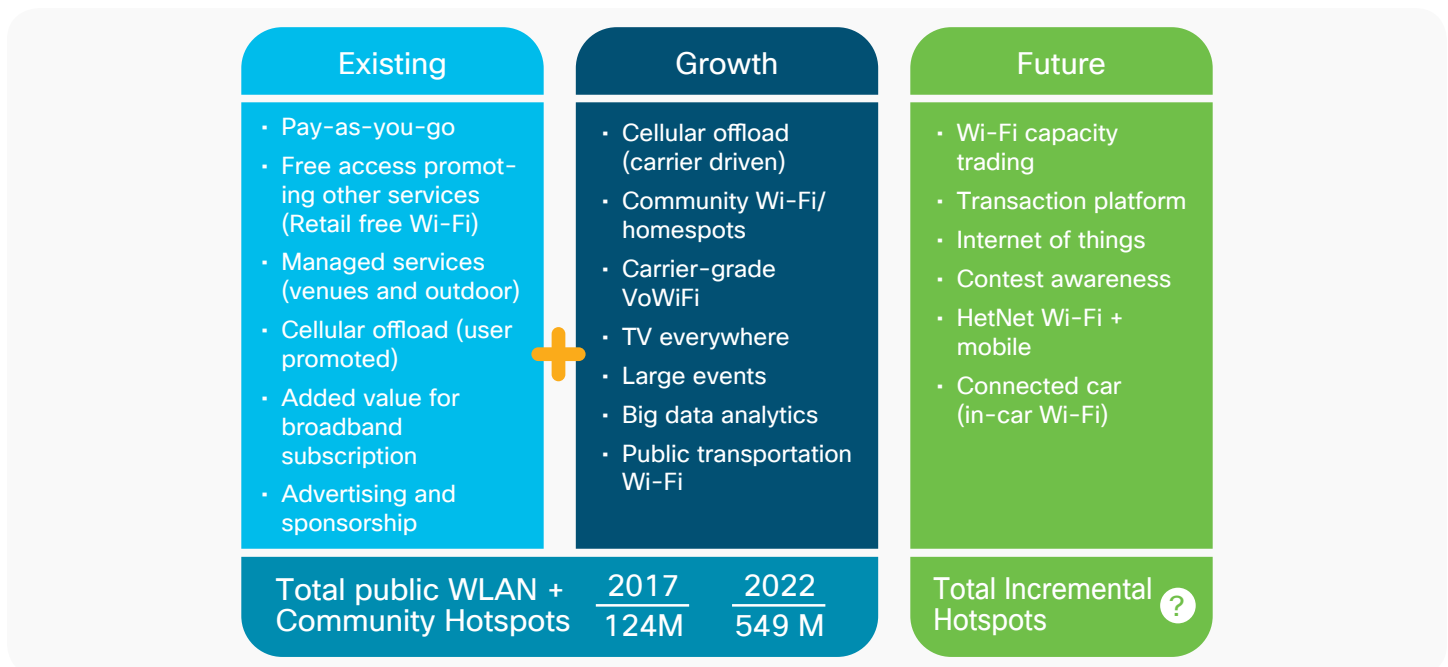 Existing
· Pay-as-you-go
· Free access promot-
ing other services
(Retail free Wi-Fi)
· Managed services
(venues and outdoor)
· Cellular offload (user
promoted)
· Added value for
broadband
subscription
· Advertising and
sponsorship
+
Growth
· Cellular offload
(carrier driven)
· Community Wi-Fi/
homespots
· Carrier-grade
VoWiFi
· TV everywhere
· Large events
· Big data analytics
· Public transportation
Wi-Fi
Future
· Wi-Fi capacity
trading
· Transaction platform
· Internet of things
· Contest awareness
· HetNet Wi-Fi +
mobile
· Connected car
(in-car Wi-Fi)
Total public WLAN +
Community Hotspots
2017
124M
2022
549 M
Total Incremental
Hotspots
?